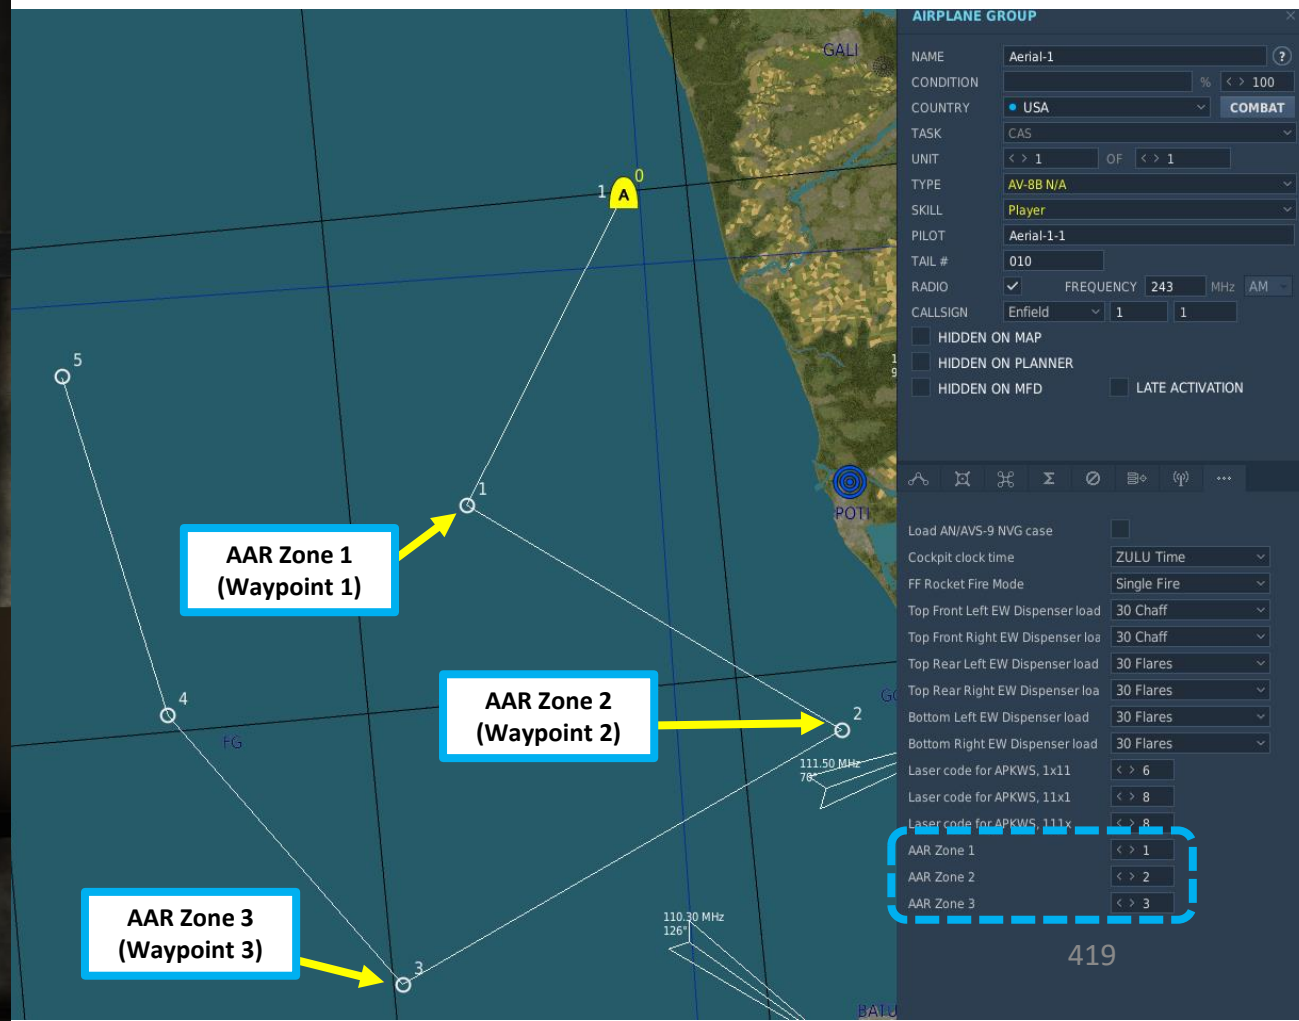 AIRPLANE GROUP
NAME Aerial-1 ?
CONDITION % < > 100
COUNTRY USA COMBAT
TASK CAS
UNIT < > 1 OF < > 1
TYPE AV-8B N/A
SKILL Player
PILOT Aerial-1-1
TAIL # 010
RADIO FREQUENCY 243 MHz AM
CALLSIGN Enfield 1 1
HIDDEN ON MAP
HIDDEN ON PLANNER
HIDDEN ON MFD LATE ACTIVATION
Load AN/AVS-9 NVG case
Cockpit clock time ZULU Time
FF Rocket Fire Mode Single Fire
Top Front Left EW Dispenser load 30 Chaff
Top Front Right EW Dispenser loa 30 Chaff
Top Rear Left EW Dispenser load 30 Flares
Top Rear Right EW Dispenser loa 30 Flares
Bottom Left EW Dispenser load 30 Flares
Bottom Right EW Dispenser load 30 Flares
Laser code for APKWS, 1x11 < > 6
Laser code for APKWS, 11x1 < > 8
Laser code for APKWS, 111x < > 8
AAR Zone 1 < > 1
AAR Zone 2 < > 2
AAR Zone 3 < > 3
419
GALI
0
1 A
5
1
POTI
AAR Zone 1
(Waypoint 1)
AAR Zone 2
(Waypoint 2)
4
FG
2
111.50 MHz
AAR Zone 3
(Waypoint 3)
3
110.30 MHz
126°
BATU